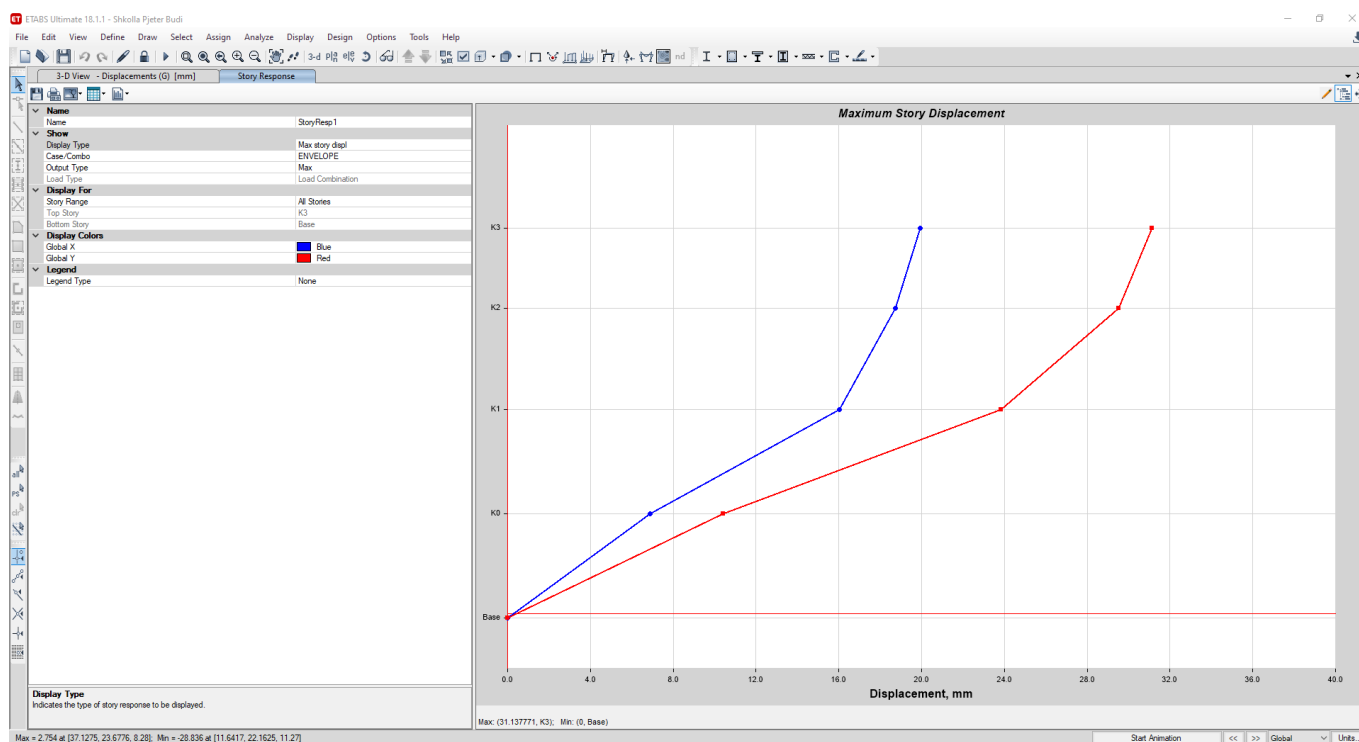 ETABS Ultimate 18.1.1 - Shkolla Pjeter Budi
File Edit View Define Draw Select Assign Analyze Display Design Options Tools Help
3-d nd
3-D View - Displacements (G) [mm] Story Response
Name
Name StoryResp1
Show
Display Type Max story displ
Case/Combo ENVELOPE
Output Type Max
Load Type Load Combination
Display For
Story Range All Stories
Top Story K3
Bottom Story Base
Display Colors
Global X Blue
Global Y Red
Legend
Legend Type None
Display Type
Indicates the type of story response to be displayed.
Maximum Story Displacement
K3
K2
K1
K0
Base
0.0 4.0 8.0 12.0 16.0 20.0 24.0 28.0 32.0 36.0 40.0
Displacement, mm
Max: (31.137771, K3); Min: (0, Base)
all
PS
clr
Max = 2.754 at [37.1275, 23.6776, 8.28]; Min = -28.836 at [11.6417, 22.1625, 11.27]
Start Animation << >> Global Units...